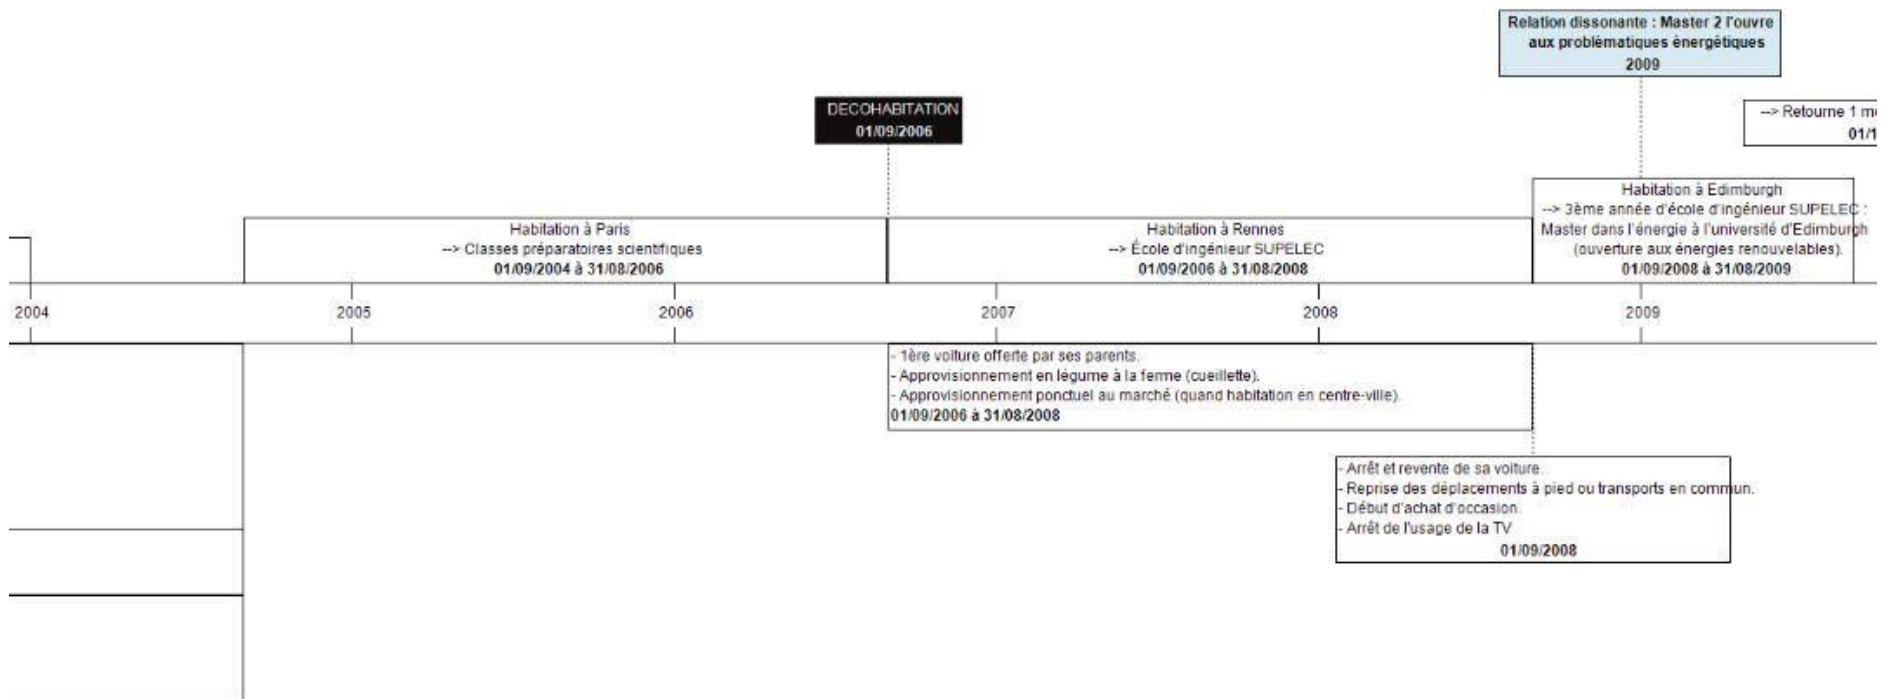 Relation dissonante : Master 2 l'ouvre
aux problématiques énergétiques
2009
DECOHABITATION
01/09/2006
--> Retourne 1
01/1
Habitation à Paris
--> Classes préparatoires scientifiques
01/09/2004 à 31/08/2006
Habitation à Rennes
--> École d'ingénieur SUPELEC
01/09/2006 à 31/08/2008
Habitation à Edimburgh
--> 3ème année d'école d'ingénieur SUPELEC :
Master dans l'énergie à l'université d'Edimburgh
(ouverture aux énergies renouvelables).
01/09/2008 à 31/08/2009
2004
2005
2006
2007
2008
2009
- 1ère voiture offerte par ses parents.
- Approvisionnement en légume à la ferme (cueillette).
- Approvisionnement ponctuel au marché (quand habitation en centre-ville).
01/09/2006 à 31/08/2008
- Arrêt et revente de sa voiture.
- Reprise des déplacements à pied ou transports en commun.
- Début d'achat d'occasion.
- Arrêt de l'usage de la TV
01/09/2008